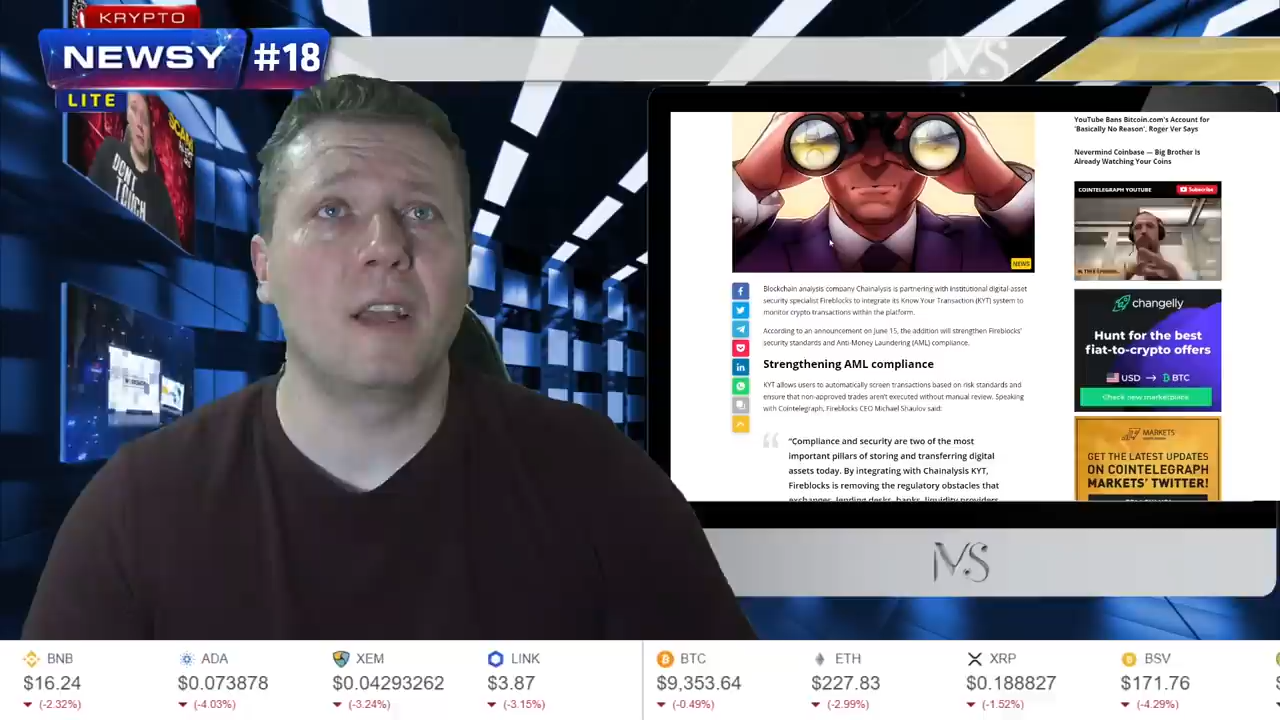 KRYPTO
NEWSY #18
LITE
DON'T
TOUCH
IVS
YouTube Bans Bitcoin.com's Account for
'Basically No Reason', Roger Ver Says
Nevermind Coinbase — Big Brother Is
Already Watching Your Coins
COINTELEGRAPH YOUTUBE
Subscribe
NEWS
Blockchain analysis company Chainalysis is partnering with institutional digital-asset
security specialist Fireblocks to integrate its Know Your Transaction (KYT) system to
monitor crypto transactions within the platform.
According to an announcement on June 15, the addition will strengthen Fireblocks'
security standards and Anti-Money Laundering (AML) compliance.
Strengthening AML compliance
KYT allows users to automatically screen transactions based on risk standards and
ensure that non-approved trades aren't executed without manual review. Speaking
with Cointelegraph, Fireblocks CEO Michael Shaulov said:
"Compliance and security are two of the most
important pillars of storing and transferring digital
assets today. By integrating with Chainalysis KYT,
Fireblocks is removing the regulatory obstacles that
exchanges, lending desks, banks, liquidity providers
changelly
Hunt for the best
fiat-to-crypto offers
USD → BTC
Check new marketplace
MARKETS
GET THE LATEST UPDATES
ON COINTELEGRAPH
MARKETS' TWITTER!
IVS
BNB
$16.24
(-2.32%)
ADA
$0.073878
(-4.03%)
XEM
$0.04293262
(-3.24%)
LINK
$3.87
(-3.15%)
BTC
$9,353.64
(-0.49%)
ETH
$227.83
(-2.99%)
XRP
$0.188827
(-1.52%)
BSV
$171.76
(-4.29%)